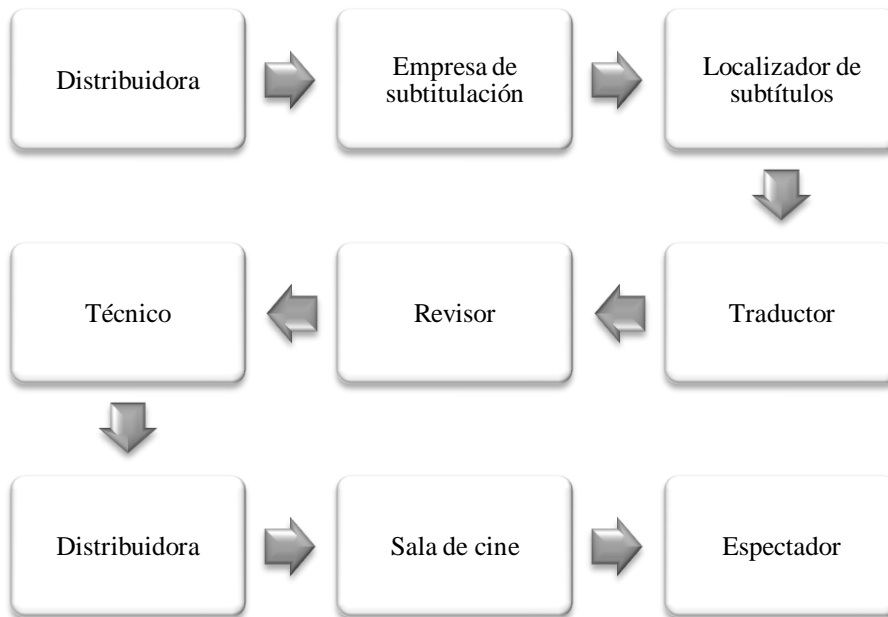 Distribuidora
Empresa de
subtitulación
Localizador de
subtítulos
Traductor
Revisor
Técnico
Distribuidora
Sala de cine
Espectador